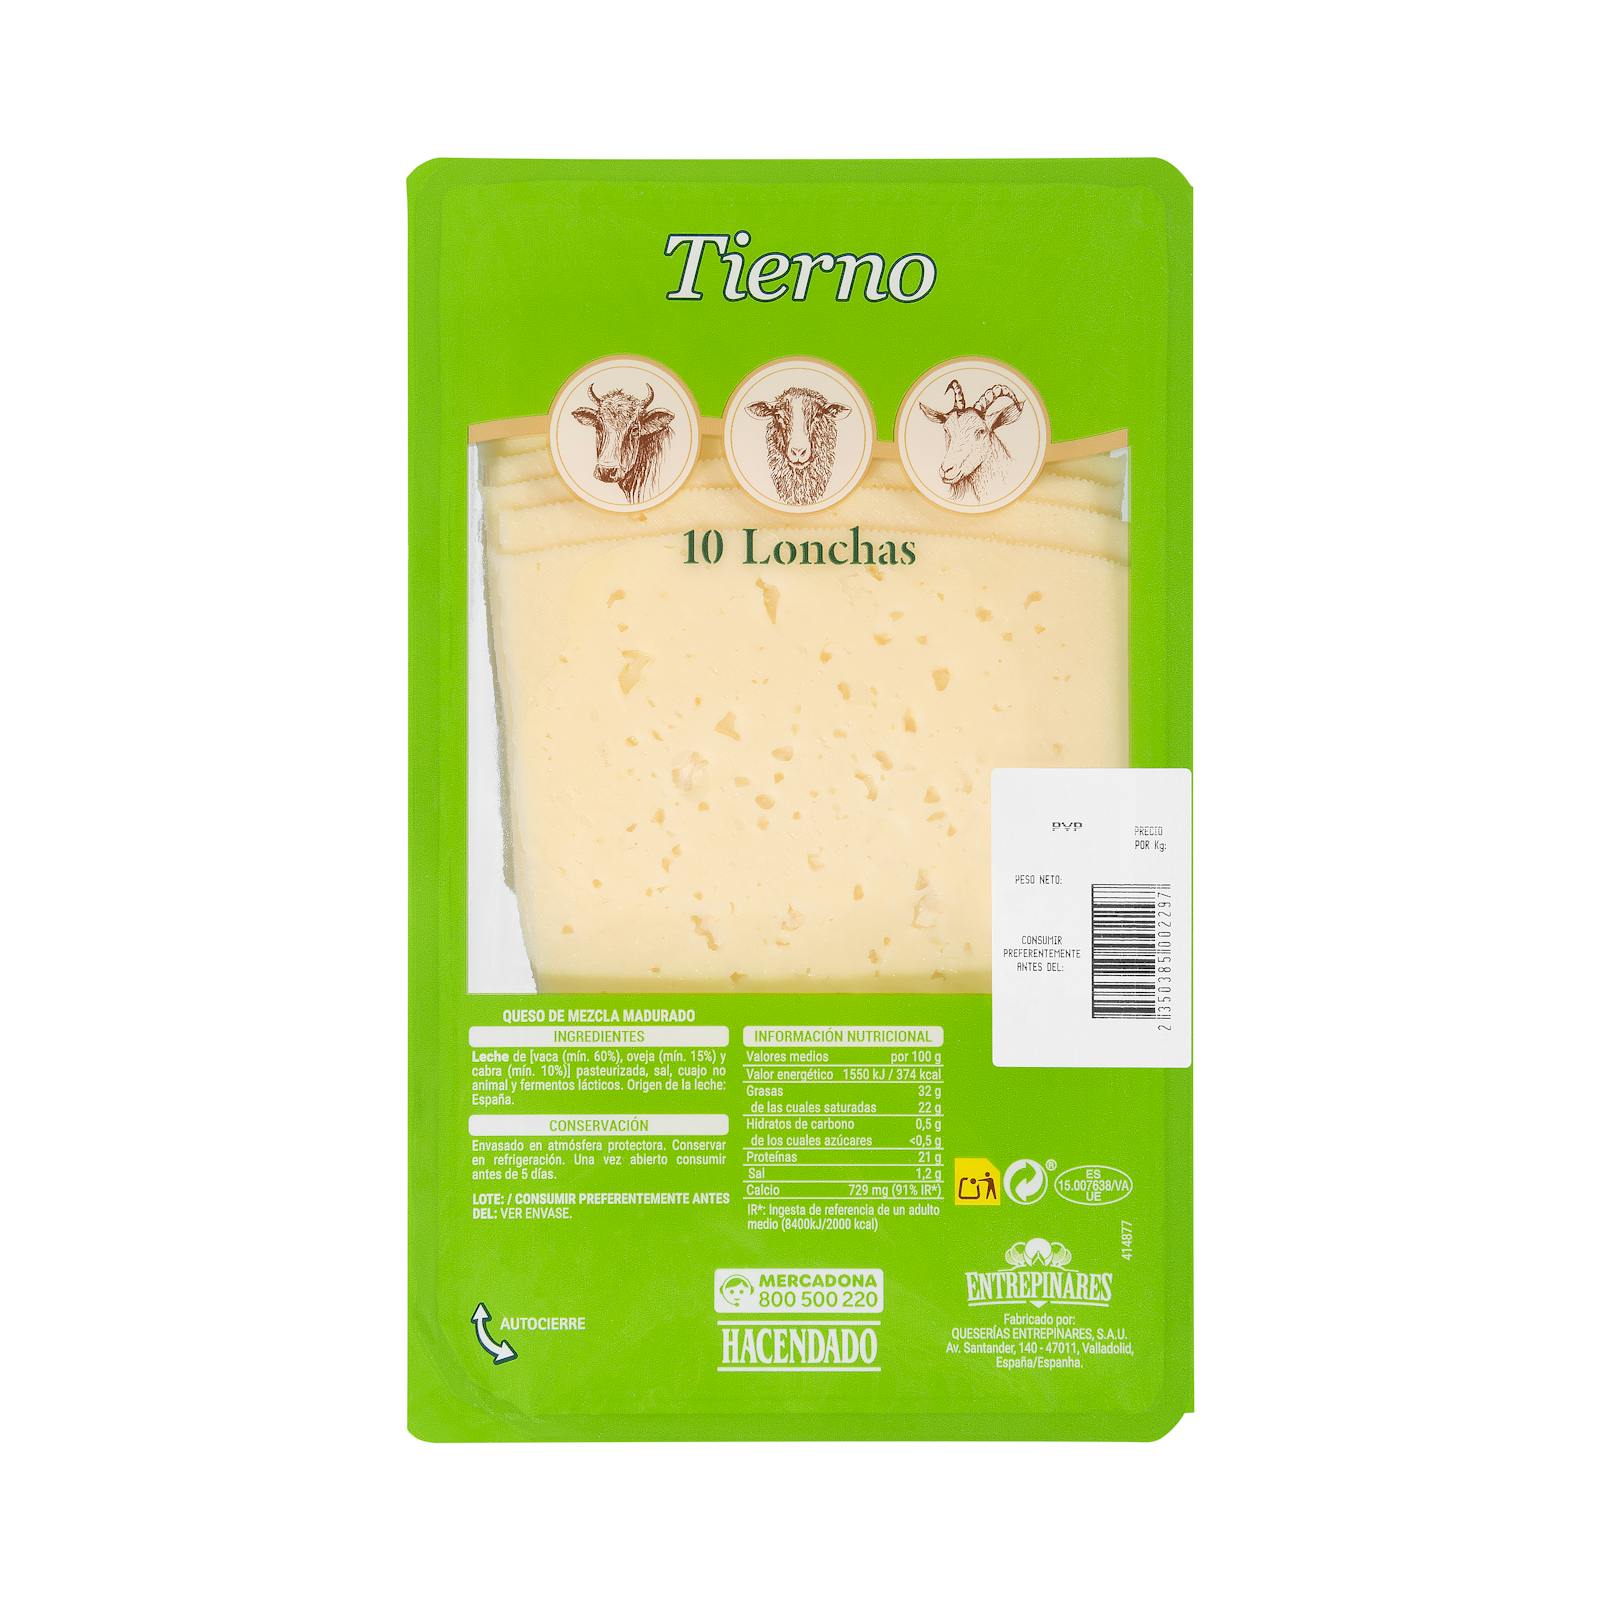 Tierno
10 Lonchas
PVP
PRECIO
POR Kg:
PESO NETO:
CONSUMIR
PREFERENTEMENTE
ANTES DEL:
2350385002297
QUESO DE MEZCLA MADURADO
INGREDIENTES
Leche de [vaca (mín. 60%), oveja (mín. 15%) y
cabra (mín. 10%)] pasteurizada, sal, cuajo no
animal y fermentos lácticos. Origen de la leche:
España.
CONSERVACIÓN
Envasado en atmósfera protectora. Conservar
en refrigeración. Una vez abierto consumir
antes de 5 días.
LOTE: / CONSUMIR PREFERENTEMENTE ANTES
DEL: VER ENVASE.
INFORMACIÓN NUTRICIONAL
Valores medios por 100 g
Valor energético 1550 kJ / 374 kcal
Grasas 32 g
de las cuales saturadas 22 g
Hidratos de carbono 0,5 g
de los cuales azúcares <0,5 g
Proteínas 21 g
Sal 1,2 g
Calcio 729 mg (91% IR*)
IR*: Ingesta de referencia de un adulto
medio (8400kJ/2000 kcal)
®
ES
15.007638/VA
UE
414877
AUTOCIERRE
MERCADONA
800 500 220
HACENDADO
ENTREPINARES
Fabricado por:
QUESERÍAS ENTREPINARES, S.A.U.
Av. Santander, 140 - 47011, Valladolid,
España/Espanha.